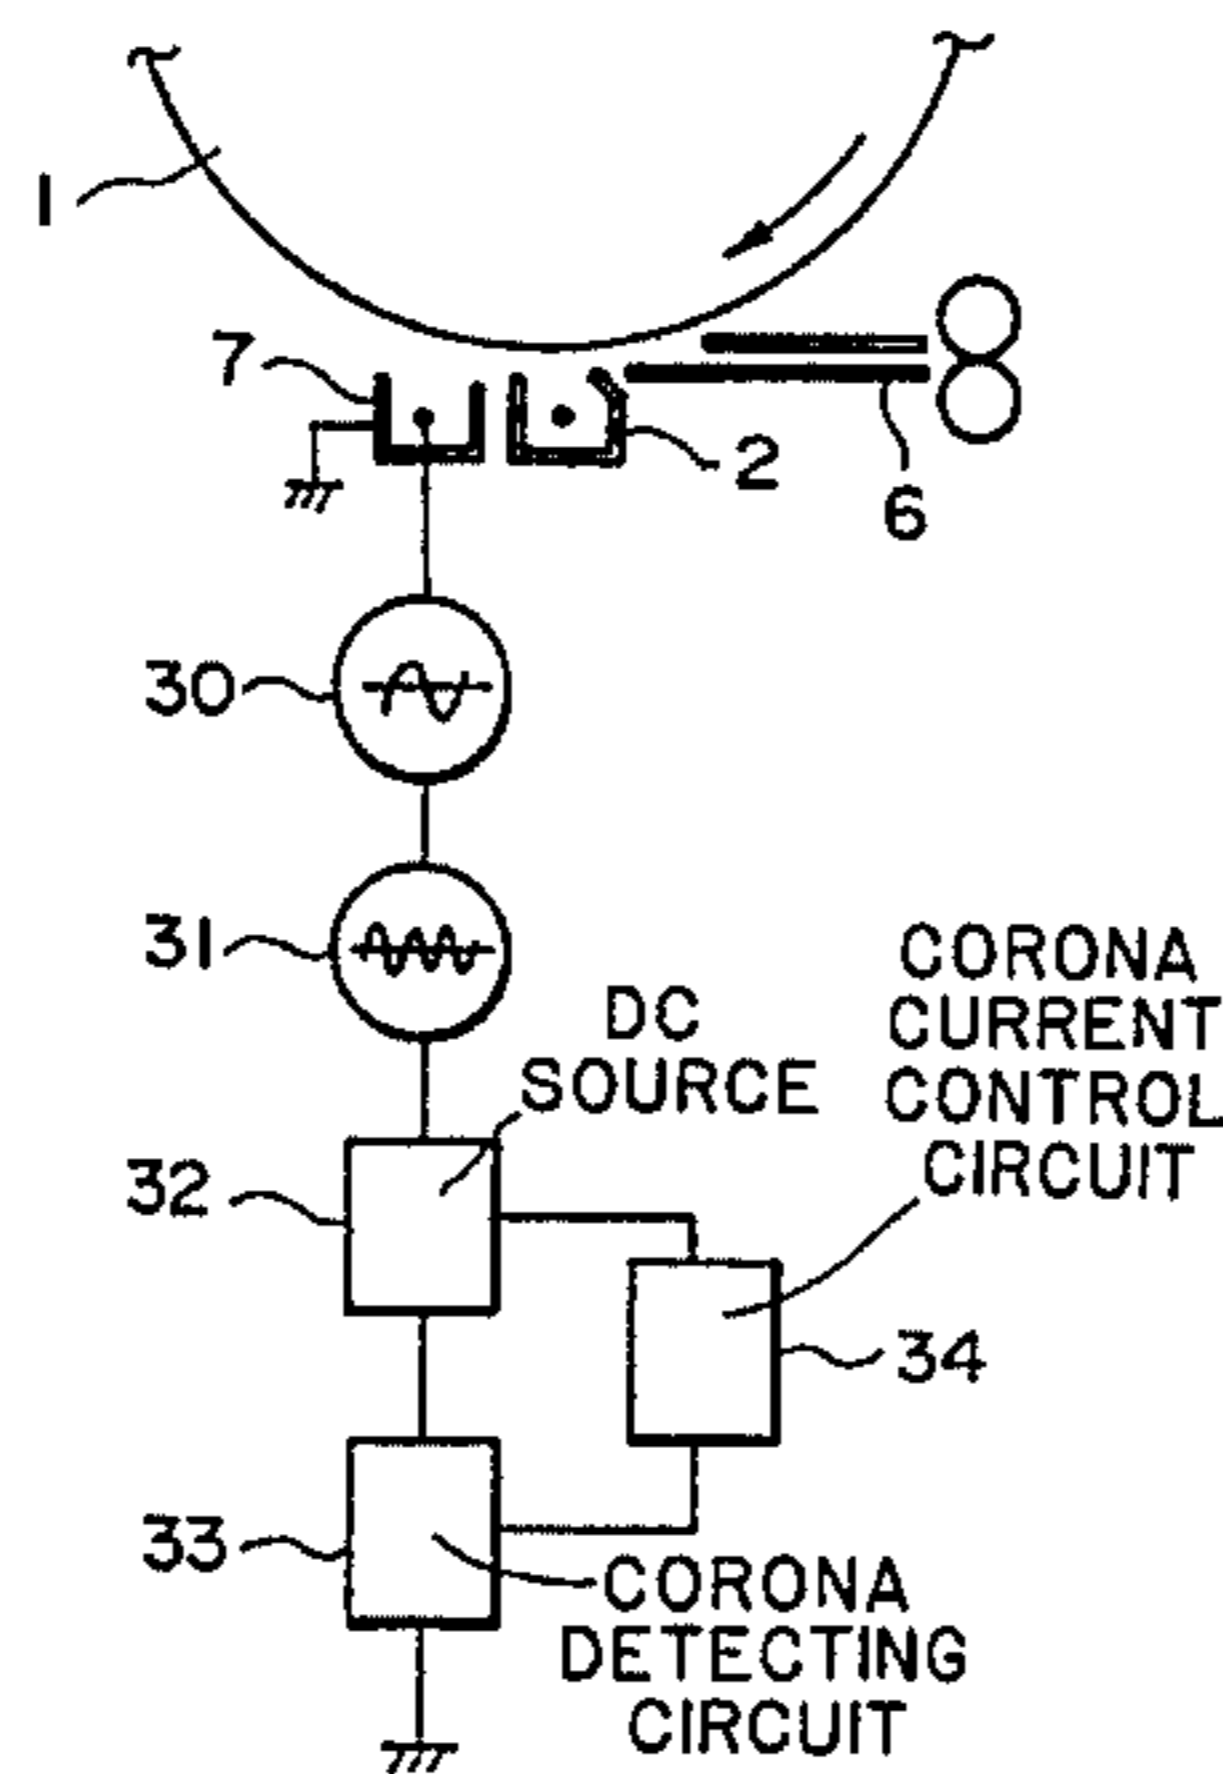 1
7
2
6
30
31
DC
SOURCE
CORONA
CURRENT
CONTROL
CIRCUIT
32
34
33
CORONA
DETECTING
CIRCUIT